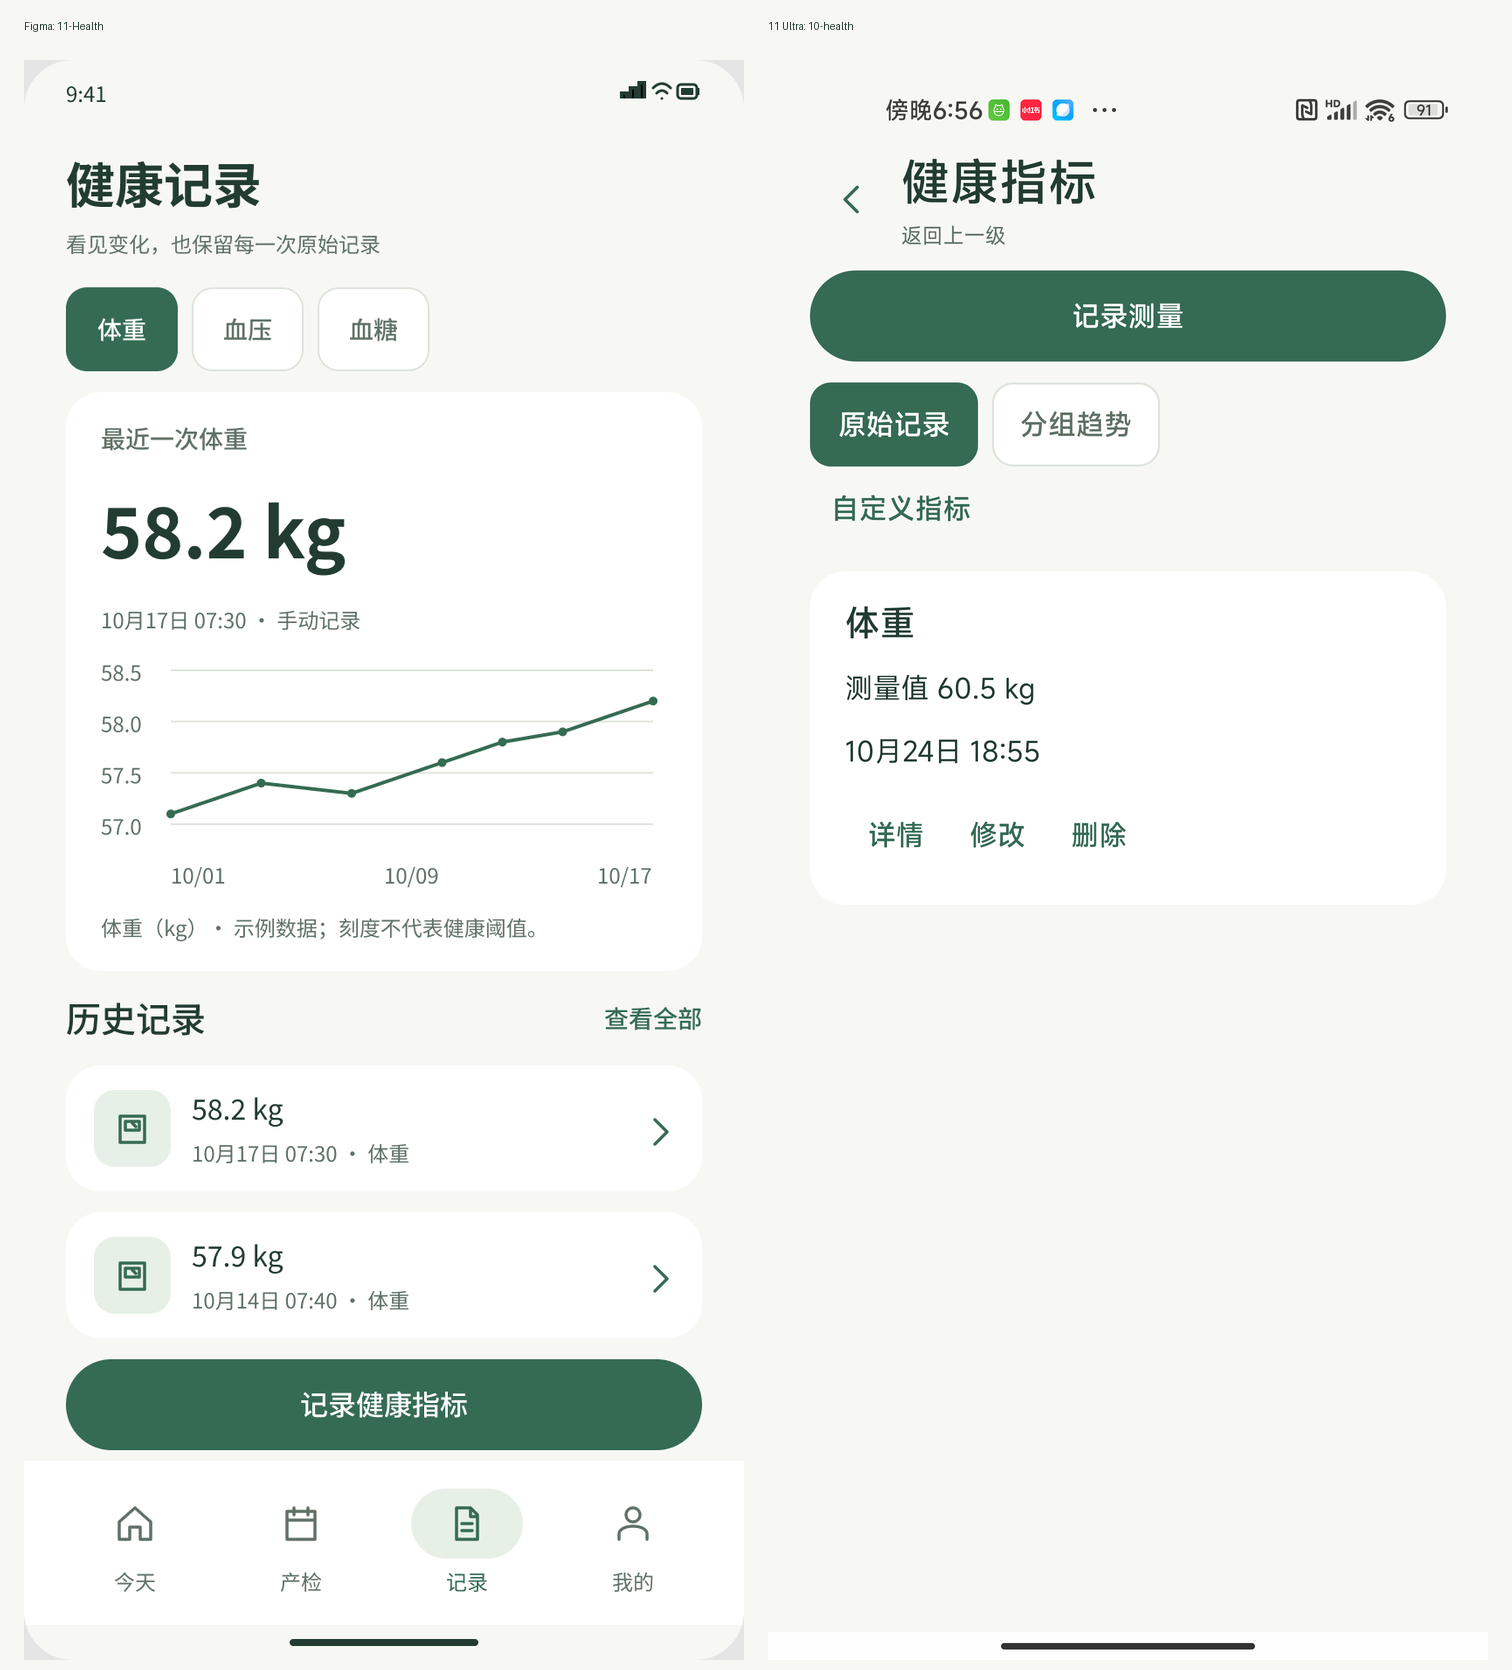 Figma: 11-Health
9:41
健康记录
看见变化，也保留每一次原始记录
体重
血压
血糖
最近一次体重
58.2 kg
10月17日 07:30 · 手动记录
58.5
58.0
57.5
57.0
10/01
10/09
10/17
体重（kg） · 示例数据；刻度不代表健康阈值。
历史记录
查看全部
58.2 kg
10月17日 07:30 · 体重
57.9 kg
10月14日 07:40 · 体重
记录健康指标
今天
产检
记录
我的
11 Ultra: 10-health
傍晚6:56
小红书
HD
6
91
健康指标
返回上一级
记录测量
原始记录
分组趋势
自定义指标
体重
测量值 60.5 kg
10月24日 18:55
详情
修改
删除